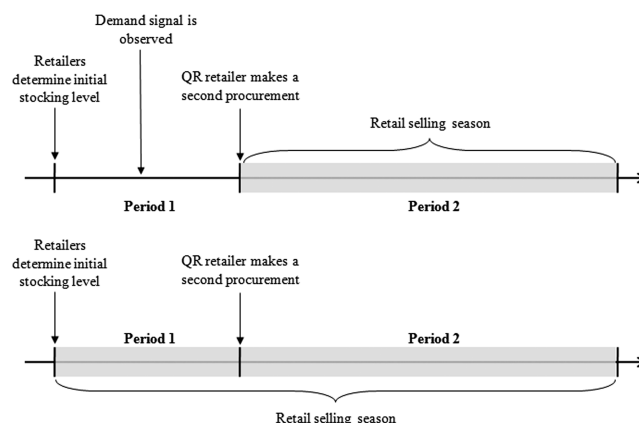 Demand signal is
observed
Retailers
determine initial
stocking level
QR retailer makes a
second procurement
Retail selling season
Period 1
Period 2
Retailers
determine initial
stocking level
QR retailer makes a
second procurement
Period 1
Period 2
Retail selling season